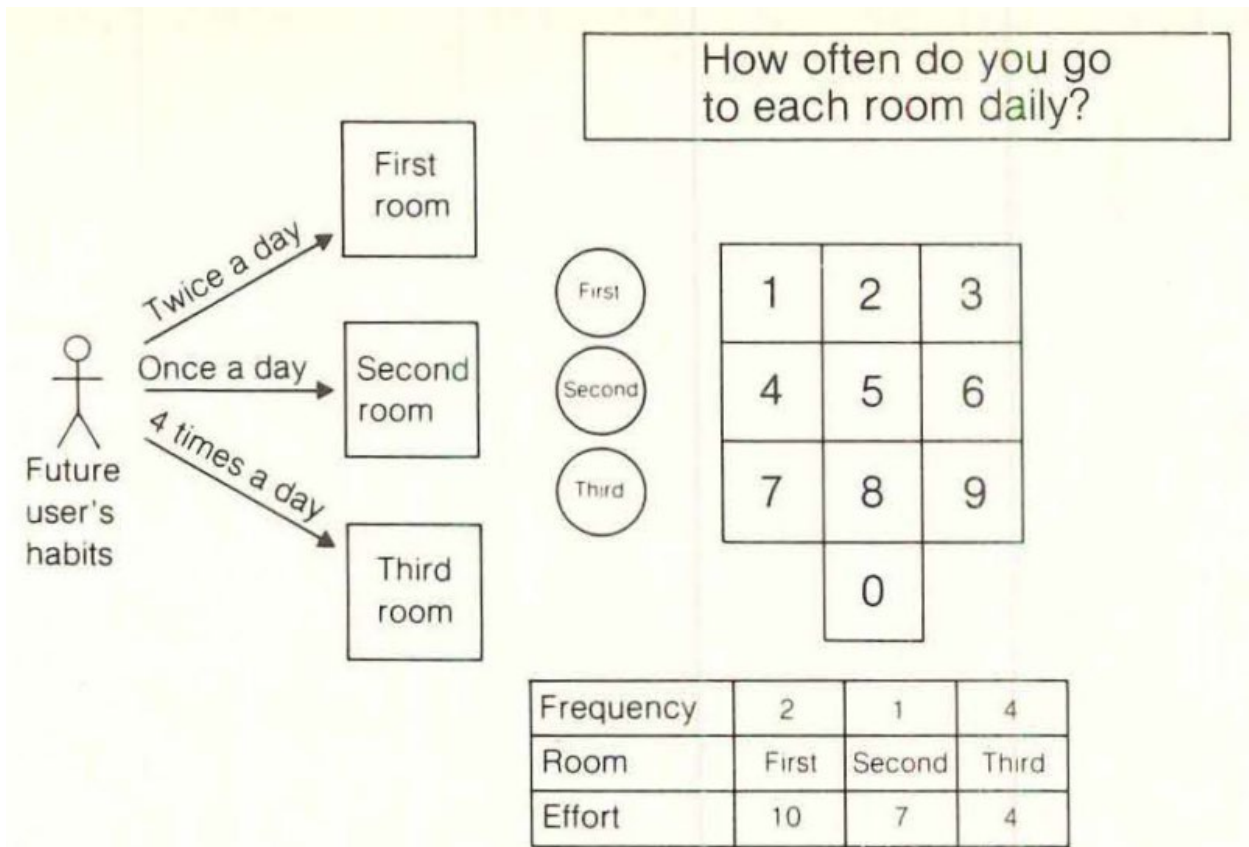 How often do you go
to each room daily?
First
room
Twice a day
Once a day
Second
room
4 times a day
Future
user's
habits
Third
room
First
Second
Third
1 2 3
4 5 6
7 8 9
0
Frequency 2 1 4
Room First Second Third
Effort 10 7 4